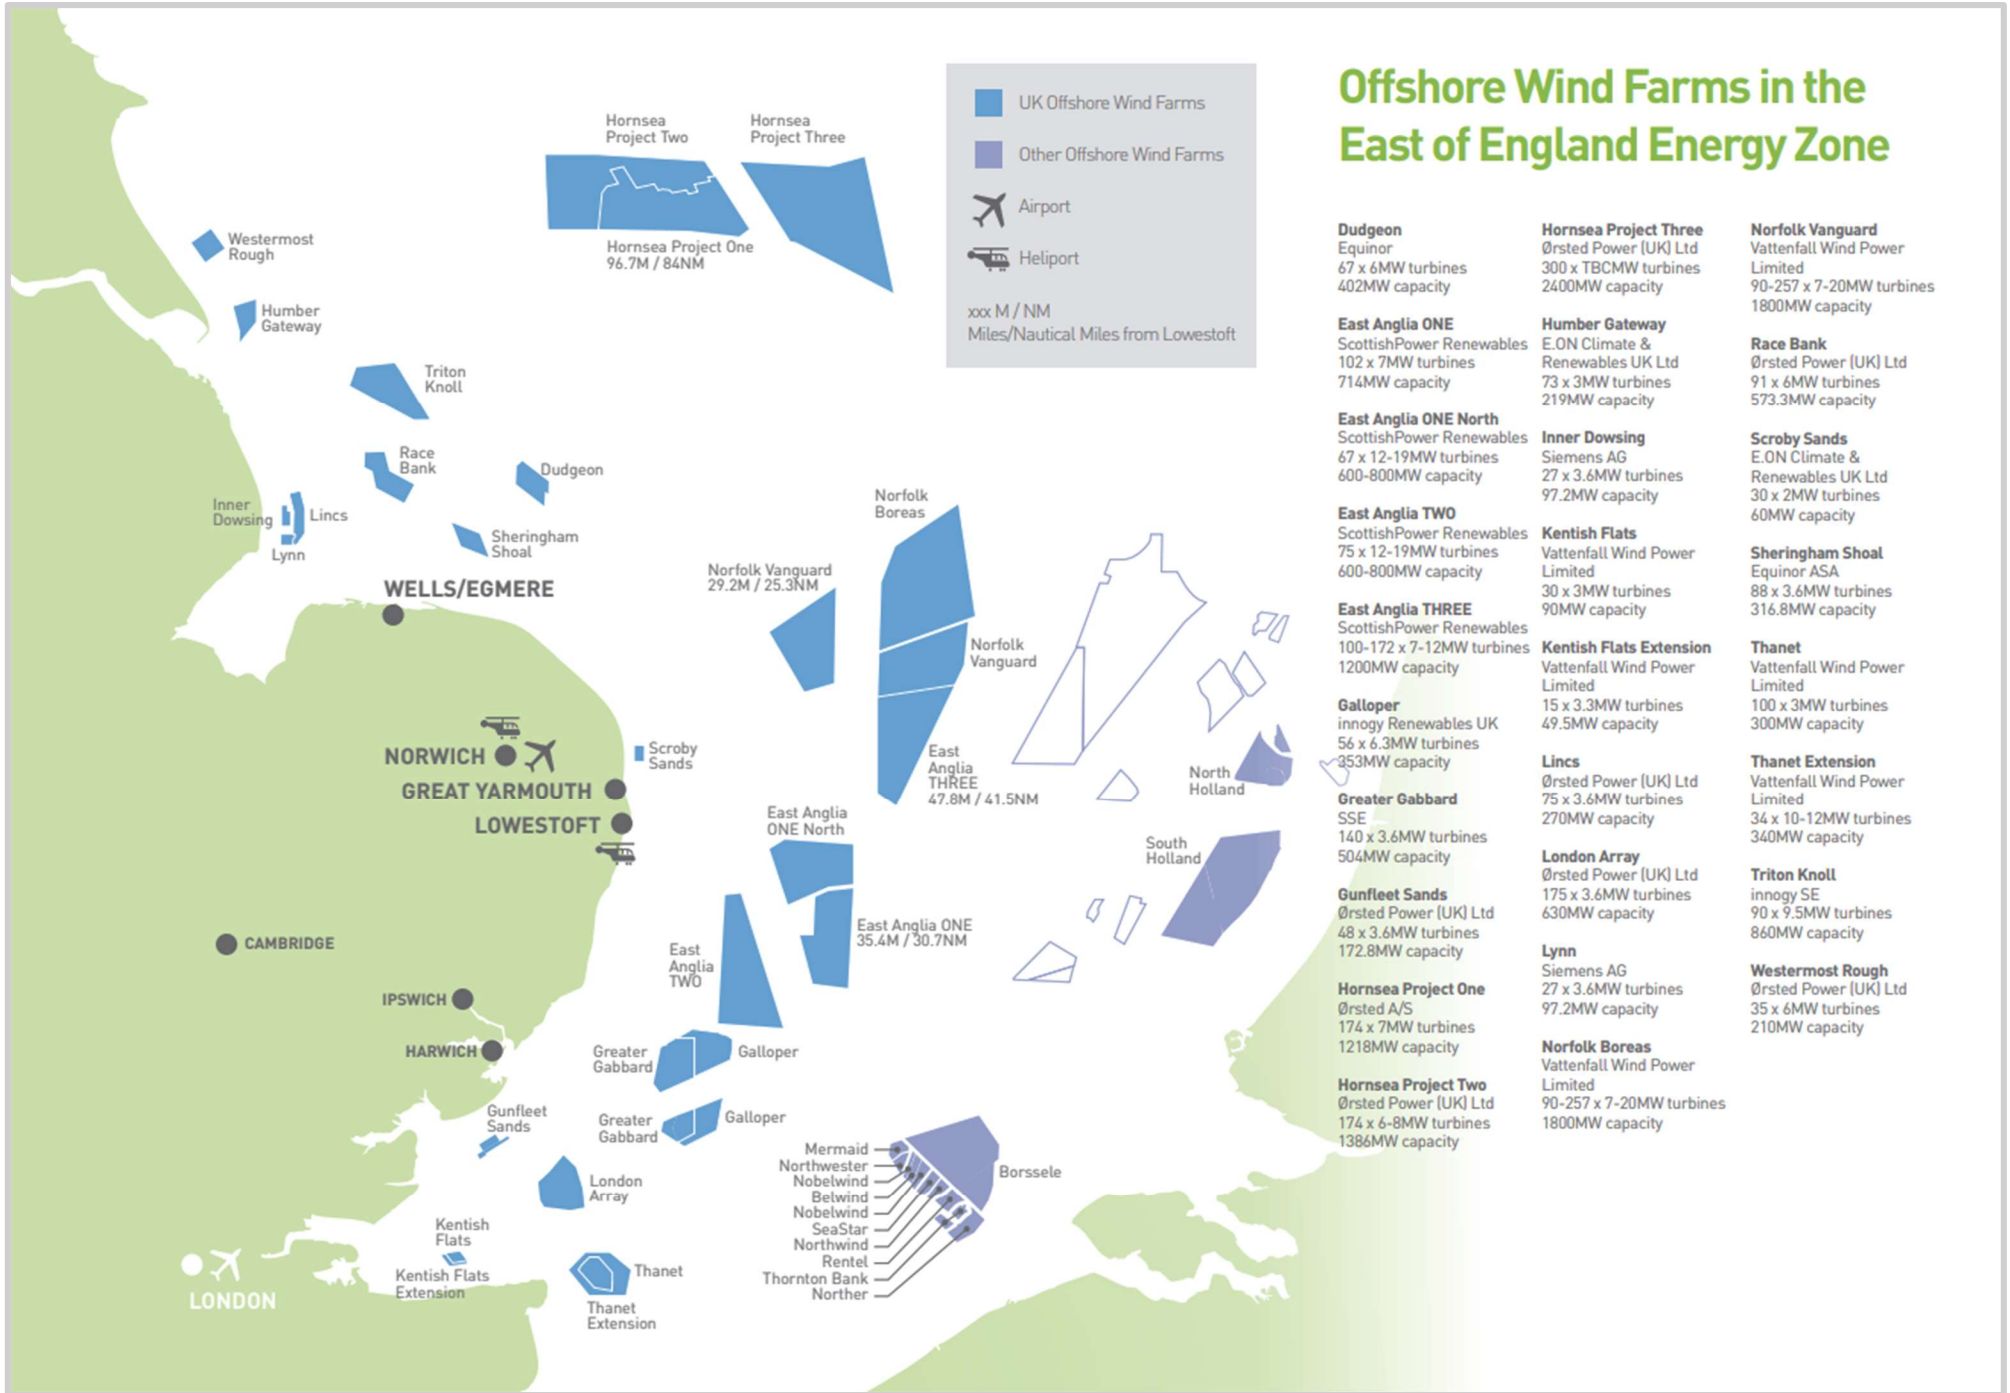 Offshore Wind Farms in the
East of England Energy Zone
UK Offshore Wind Farms
Other Offshore Wind Farms
Airport
Heliport
xxx M / NM
Miles/Nautical Miles from Lowestoft
Hornsea
Project Two
Hornsea
Project Three
Hornsea Project One
96.7M / 84NM
Westermost
Rough
Humber
Gateway
Triton
Knoll
Race
Bank
Dudgeon
Inner
Dowsing
Lincs
Lynn
Sheringham
Shoal
WELLS/EGMERE
Norfolk
Boreas
Norfolk Vanguard
29.2M / 25.3NM
Norfolk
Vanguard
NORWICH
Scroby
Sands
GREAT YARMOUTH
LOWESTOFT
East
Anglia
THREE
47.8M / 41.5NM
North
Holland
East Anglia
ONE North
South
Holland
East Anglia ONE
35.4M / 30.7NM
East
Anglia
TWO
CAMBRIDGE
IPSWICH
HARWICH
Greater
Gabbard
Galloper
Greater
Gabbard
Galloper
Gunfleet
Sands
London
Array
Kentish
Flats
Kentish Flats
Extension
Thanet
Thanet
Extension
LONDON
Mermaid
Northwester
Nobelwind
Belwind
Nobelwind
SeaStar
Northwind
Rentel
Thornton Bank
Norther
Borssele
Dudgeon
Equinor
67 x 6MW turbines
402MW capacity
East Anglia ONE
ScottishPower Renewables
102 x 7MW turbines
714MW capacity
East Anglia ONE North
ScottishPower Renewables
67 x 12-19MW turbines
600-800MW capacity
East Anglia TWO
ScottishPower Renewables
75 x 12-19MW turbines
600-800MW capacity
East Anglia THREE
ScottishPower Renewables
100-172 x 7-12MW turbines
1200MW capacity
Galloper
innogy Renewables UK
56 x 6.3MW turbines
353MW capacity
Greater Gabbard
SSE
140 x 3.6MW turbines
504MW capacity
Gunfleet Sands
Ørsted Power (UK) Ltd
48 x 3.6MW turbines
172.8MW capacity
Hornsea Project One
Ørsted A/S
174 x 7MW turbines
1218MW capacity
Hornsea Project Two
Ørsted Power (UK) Ltd
174 x 6-8MW turbines
1386MW capacity
Hornsea Project Three
Ørsted Power (UK) Ltd
300 x TBCMW turbines
2400MW capacity
Humber Gateway
E.ON Climate &
Renewables UK Ltd
73 x 3MW turbines
219MW capacity
Inner Dowsing
Siemens AG
27 x 3.6MW turbines
97.2MW capacity
Kentish Flats
Vattenfall Wind Power
Limited
30 x 3MW turbines
90MW capacity
Kentish Flats Extension
Vattenfall Wind Power
Limited
15 x 3.3MW turbines
49.5MW capacity
Lincs
Ørsted Power (UK) Ltd
75 x 3.6MW turbines
270MW capacity
London Array
Ørsted Power (UK) Ltd
175 x 3.6MW turbines
630MW capacity
Lynn
Siemens AG
27 x 3.6MW turbines
97.2MW capacity
Norfolk Boreas
Vattenfall Wind Power
Limited
90-257 x 7-20MW turbines
1800MW capacity
Norfolk Vanguard
Vattenfall Wind Power
Limited
90-257 x 7-20MW turbines
1800MW capacity
Race Bank
Ørsted Power (UK) Ltd
91 x 6MW turbines
573.3MW capacity
Scroby Sands
E.ON Climate &
Renewables UK Ltd
30 x 2MW turbines
60MW capacity
Sheringham Shoal
Equinor ASA
88 x 3.6MW turbines
316.8MW capacity
Thanet
Vattenfall Wind Power
Limited
100 x 3MW turbines
300MW capacity
Thanet Extension
Vattenfall Wind Power
Limited
34 x 10-12MW turbines
340MW capacity
Triton Knoll
innogy SE
90 x 9.5MW turbines
860MW capacity
Westermost Rough
Ørsted Power (UK) Ltd
35 x 6MW turbines
210MW capacity